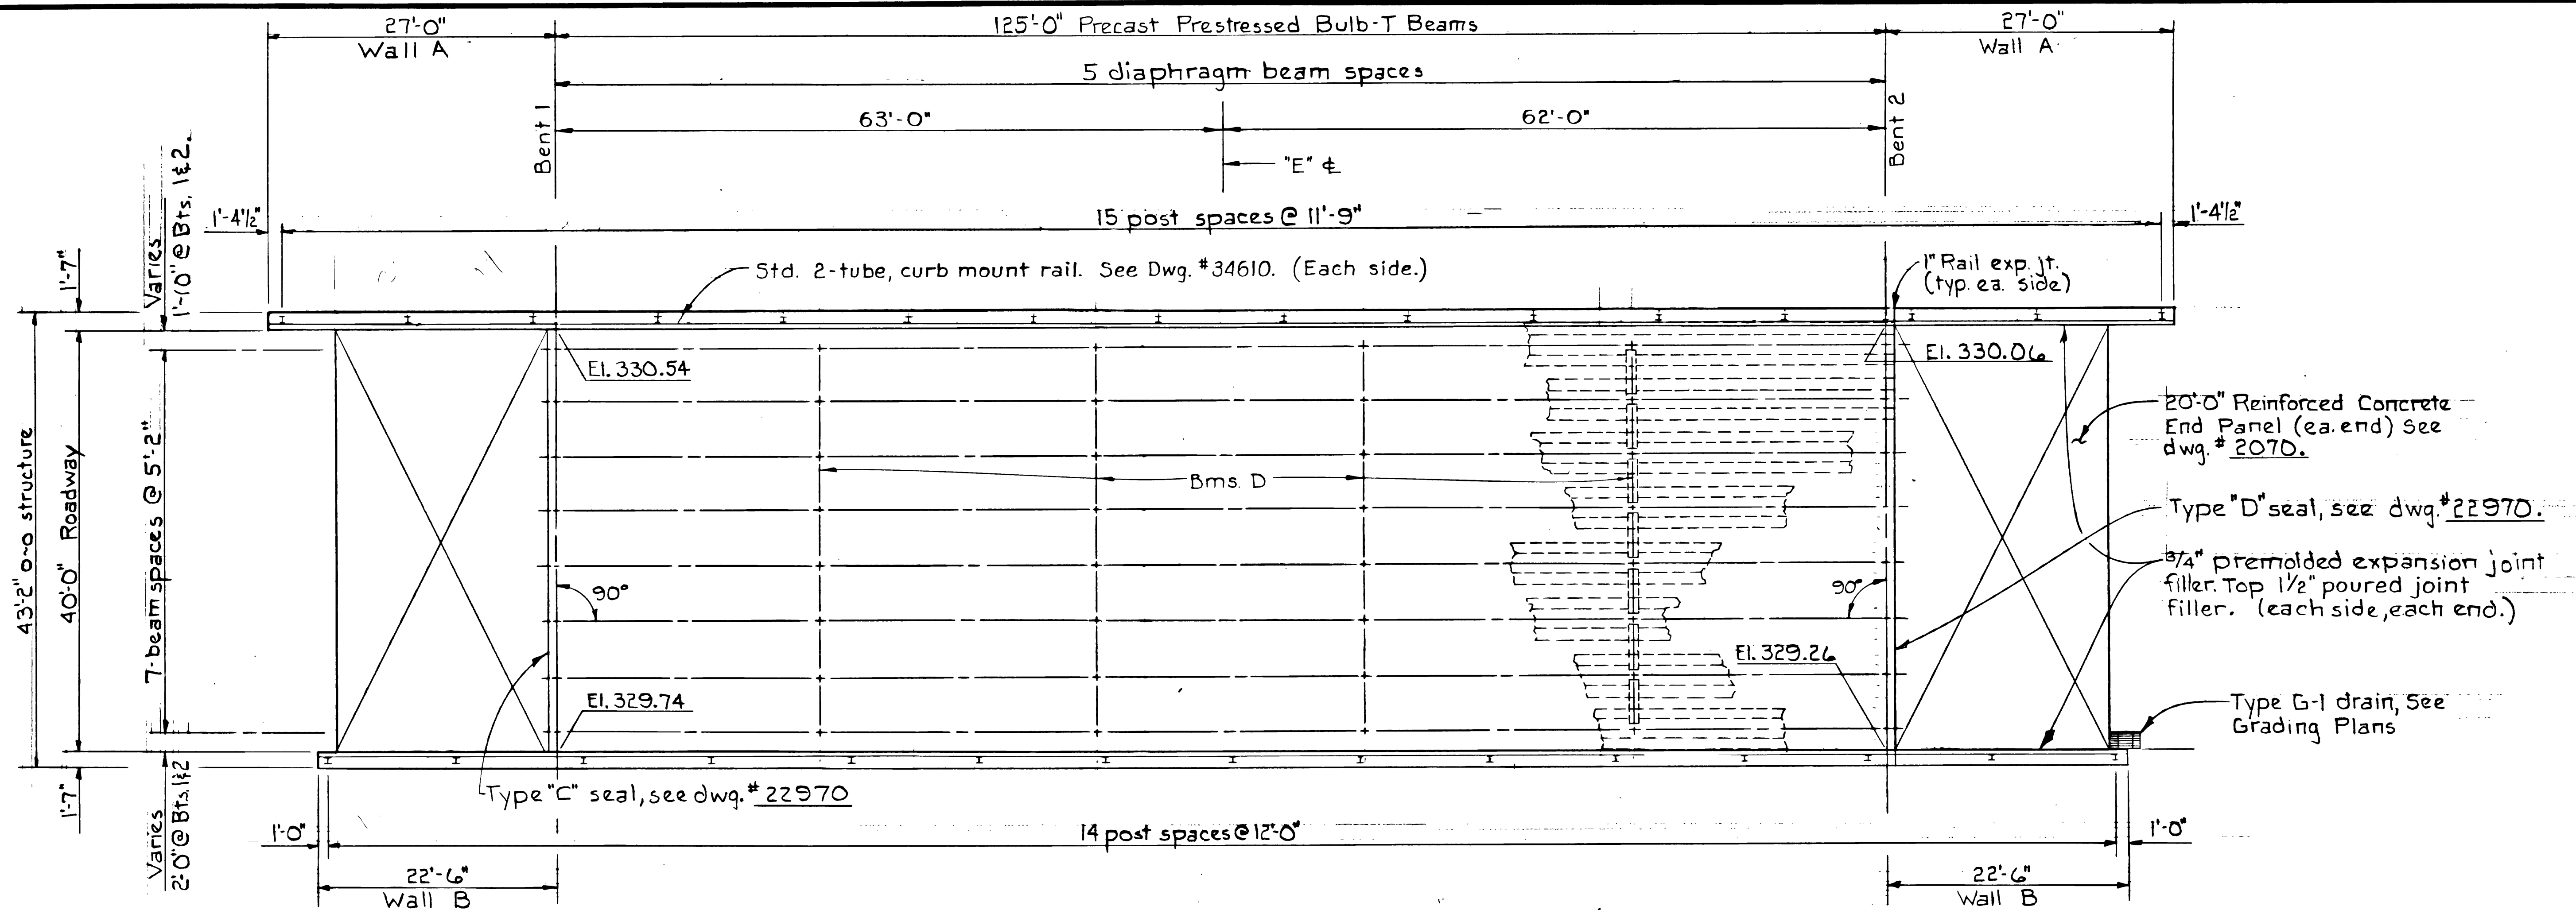 27'-0"
Wall A
125'-0" Precast Prestressed Bulb-T Beams
27'-0"
Wall A
5 diaphragm beam spaces
63'-0"
62'-0"
Bent 1
Bent 2
"E" ℄
1'-4½"
15 post spaces @ 11'-9"
1'-4½"
1'-7"
Varies
1'-10" @ Bts. 1&2.
Std. 2-tube, curb mount rail. See Dwg. #34610. (Each side.)
1" Rail exp. jt.
(typ. ea. side)
El. 330.54
El. 330.06
20'-0" Reinforced Concrete
End Panel (ea. end) See
dwg. # 2070.
43'-2" o-o structure
40'-0" Roadway
7-beam spaces @ 5'-2"
Bms. D
Type "D" seal, see dwg. #22970.
90°
90°
3/4" premolded expansion joint
filler. Top 1½" poured joint
filler. (each side, each end.)
El. 329.74
El. 329.26
Type G-1 drain, See
Grading Plans
Type "C" seal, see dwg. # 22970
1'-7"
Varies
2'-0" @ Bts. 1&2
1'-0"
14 post spaces @ 12'-0"
1'-0"
22'-6"
Wall B
22'-6"
Wall B